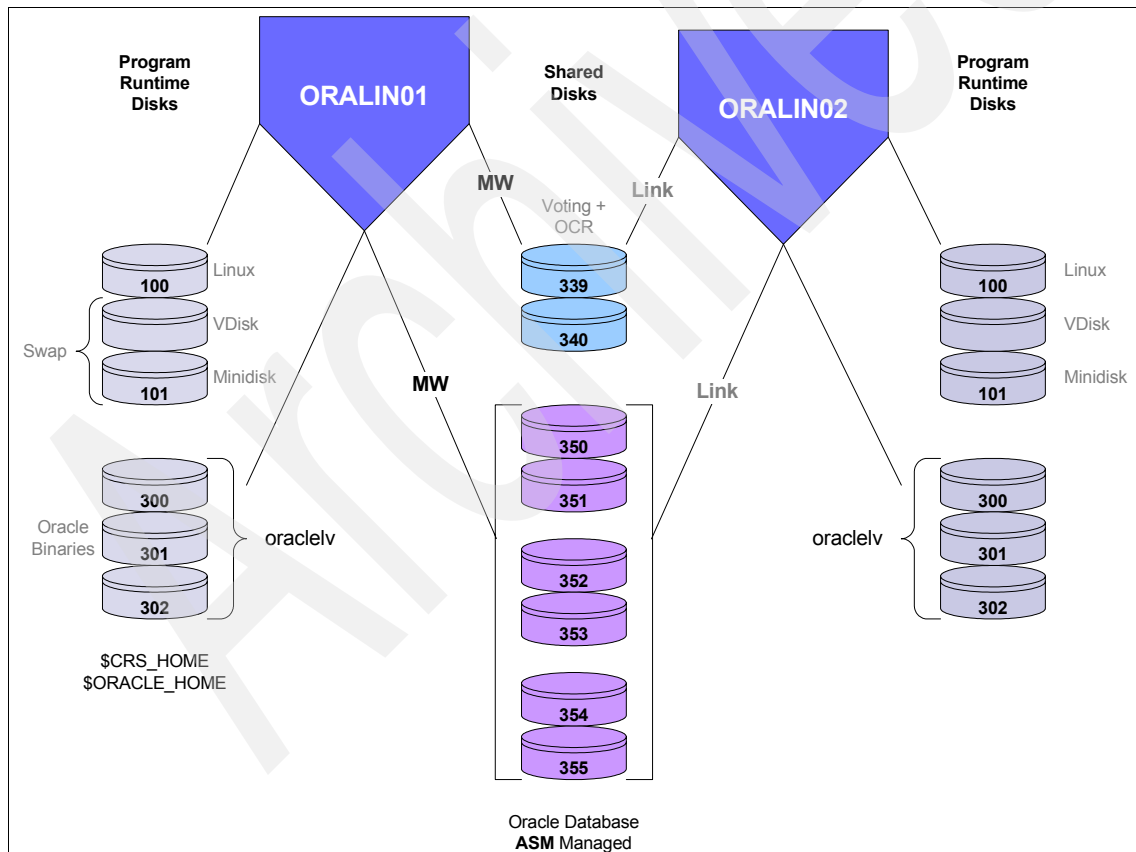 Program
Runtime
Disks
ORALIN01
Shared
Disks
ORALIN02
Program
Runtime
Disks
MW
Link
Voting +
OCR
100
Linux
VDisk
Swap
101
Minidisk
339
340
100
Linux
VDisk
101
Minidisk
MW
Link
300
Oracle
Binaries
301
302
oraclelv
$CRS_HOME
$ORACLE_HOME
350
351
352
353
354
355
oraclelv
300
301
302
Oracle Database
ASM Managed
Archive